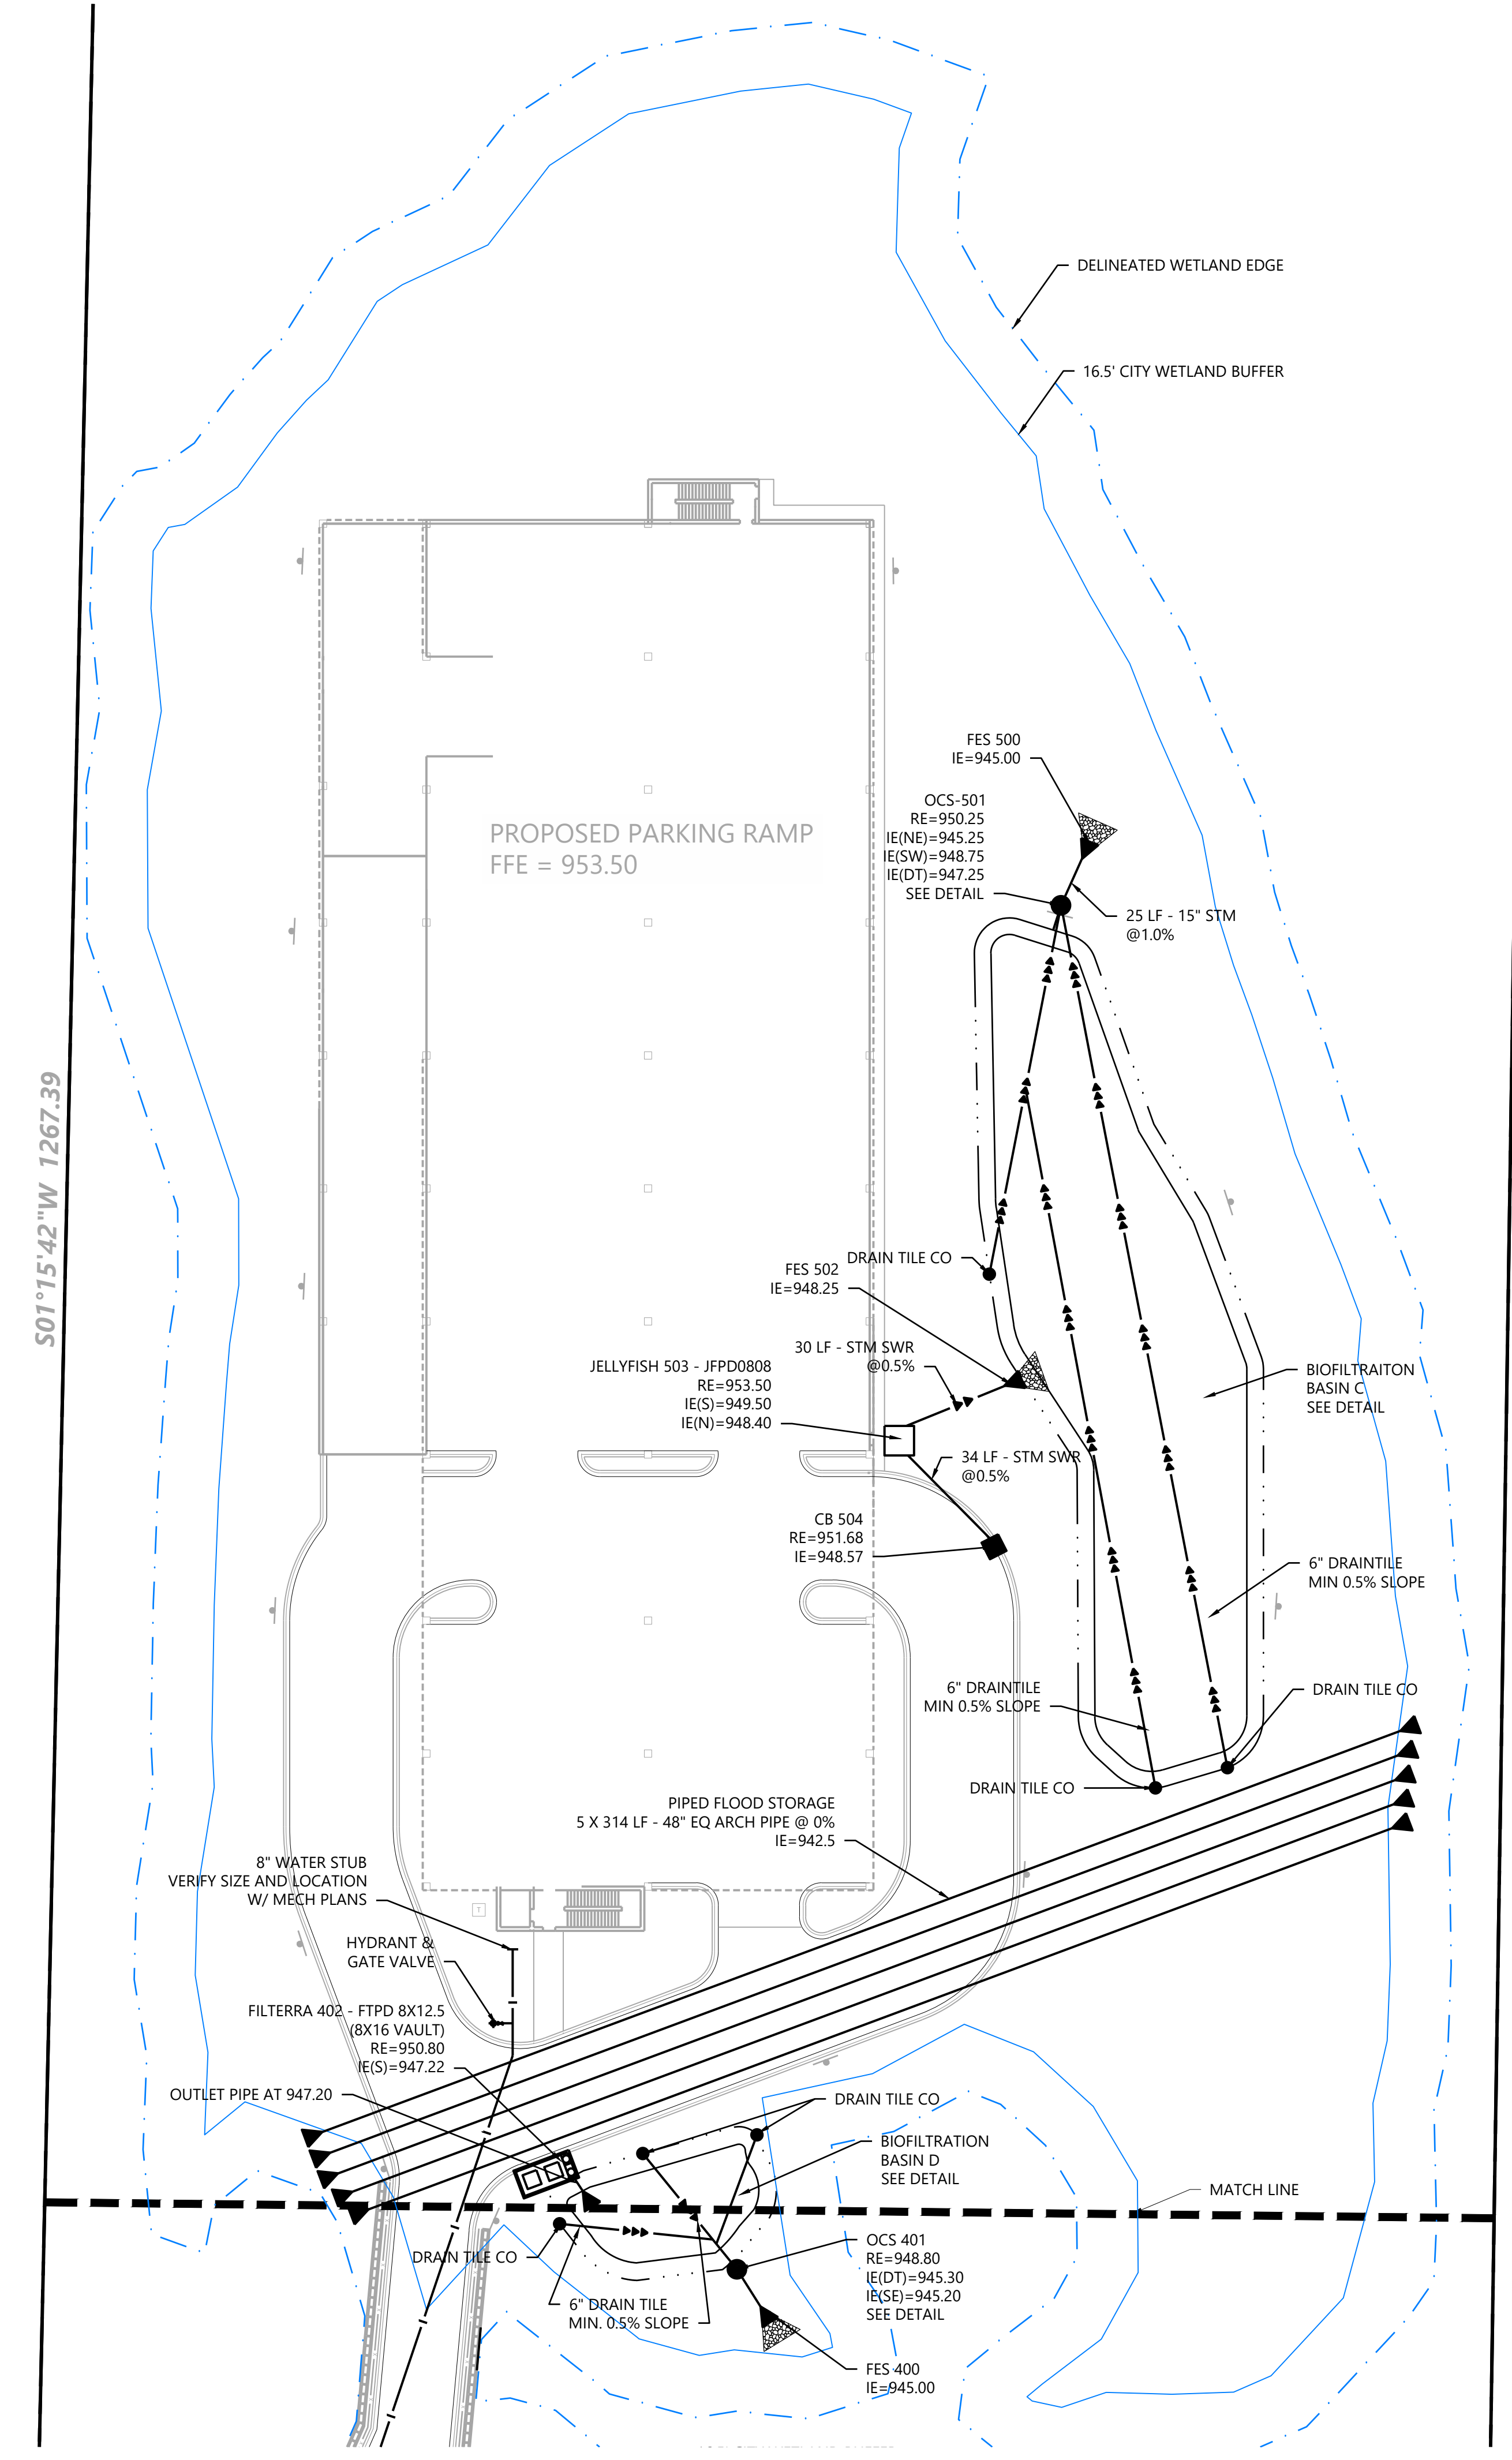 DELINEATED WETLAND EDGE
16.5' CITY WETLAND BUFFER
FES 500
IE=945.00
OCS-501
RE=950.25
IE(NE)=945.25
IE(SW)=948.75
IE(DT)=947.25
SEE DETAIL
PROPOSED PARKING RAMP
FFE = 953.50
25 LF - 15" STM
@1.0%
S01°15'42"W 1267.39
DRAIN TILE CO
FES 502
IE=948.25
30 LF - STM SWR
@0.5%
JELLYFISH 503 - JFPD0808
RE=953.50
IE(S)=949.50
IE(N)=948.40
BIOFILTRAITON
BASIN C
SEE DETAIL
34 LF - STM SWR
@0.5%
CB 504
RE=951.68
IE=948.57
6" DRAINTILE
MIN 0.5% SLOPE
6" DRAINTILE
MIN 0.5% SLOPE
DRAIN TILE CO
DRAIN TILE CO
PIPED FLOOD STORAGE
5 X 314 LF - 48" EQ ARCH PIPE @ 0%
IE=942.5
8" WATER STUB
VERIFY SIZE AND LOCATION
W/ MECH PLANS
T
HYDRANT &
GATE VALVE
FILTERRA 402 - FTPD 8X12.5
(8X16 VAULT)
RE=950.80
IE(S)=947.22
OUTLET PIPE AT 947.20
DRAIN TILE CO
BIOFILTRATION
BASIN D
SEE DETAIL
MATCH LINE
DRAIN TILE CO
OCS 401
RE=948.80
IE(DT)=945.30
IE(SE)=945.20
SEE DETAIL
6" DRAIN TILE
MIN. 0.5% SLOPE
FES 400
IE=945.00